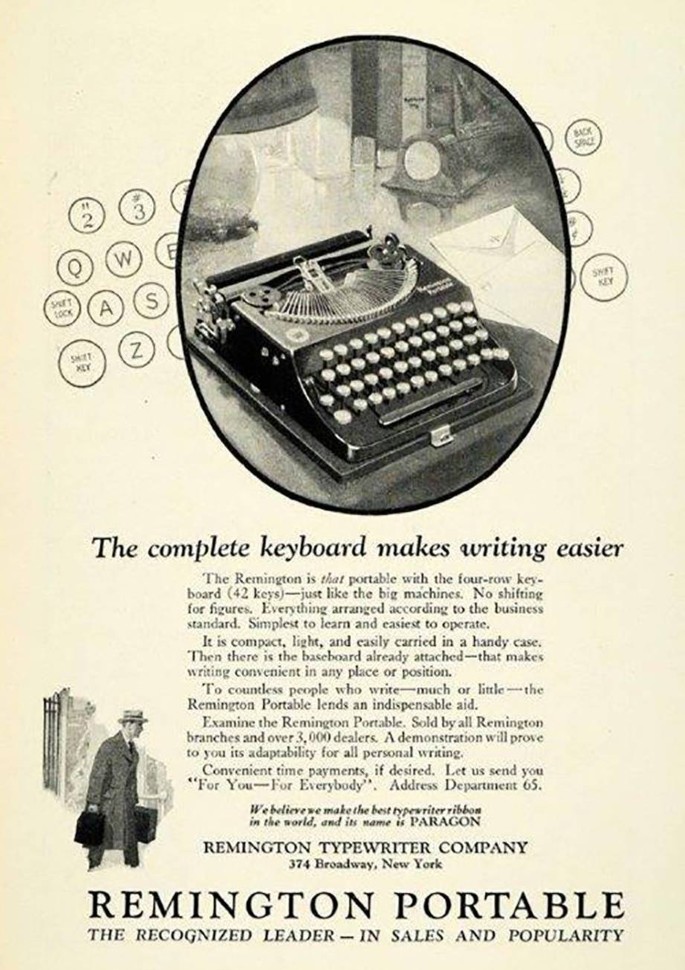 BACK
SPACE
" 2
# 3
Q
W
E
SHIFT
LOCK
A
S
SHIFT
KEY
SHIFT
KEY
Z
The complete keyboard makes writing easier
The Remington is that portable with the four-row key-
board (42 keys)—just like the big machines. No shifting
for figures. Everything arranged according to the business
standard. Simplest to learn and easiest to operate.
It is compact, light, and easily carried in a handy case.
Then there is the baseboard already attached—that makes
writing convenient in any place or position.
To countless people who write—much or little—the
Remington Portable lends an indispensable aid.
Examine the Remington Portable. Sold by all Remington
branches and over 3,000 dealers. A demonstration will prove
to you its adaptability for all personal writing.
Convenient time payments, if desired. Let us send you
"For You—For Everybody". Address Department 65.
We believe we make the best typewriter ribbon
in the world, and its name is PARAGON
REMINGTON TYPEWRITER COMPANY
374 Broadway, New York
REMINGTON PORTABLE
THE RECOGNIZED LEADER—IN SALES AND POPULARITY